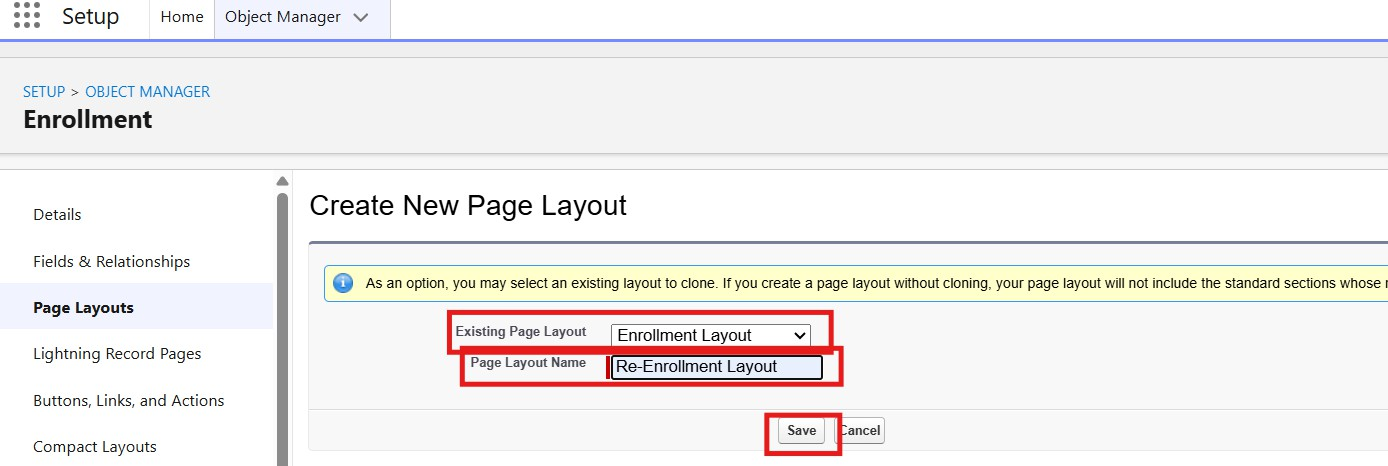 Setup Home Object Manager
SETUP > OBJECT MANAGER
Enrollment
Details
Fields & Relationships
Page Layouts
Lightning Record Pages
Buttons, Links, and Actions
Compact Layouts
Create New Page Layout
As an option, you may select an existing layout to clone. If you create a page layout without cloning, your page layout will not include the standard sections whose
Existing Page Layout Enrollment Layout
Page Layout Name Re-Enrollment Layout
Save Cancel